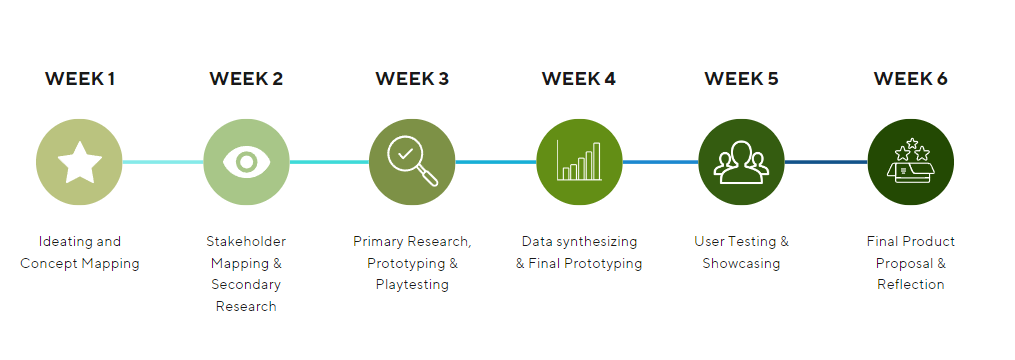 WEEK 1
WEEK 2
WEEK 3
WEEK 4
WEEK 5
WEEK 6
Ideating and
Concept Mapping
Stakeholder
Mapping &
Secondary
Research
Primary Research,
Prototyping &
Playtesting
Data synthesizing
& Final Prototyping
User Testing &
Showcasing
Final Product
Proposal &
Reflection